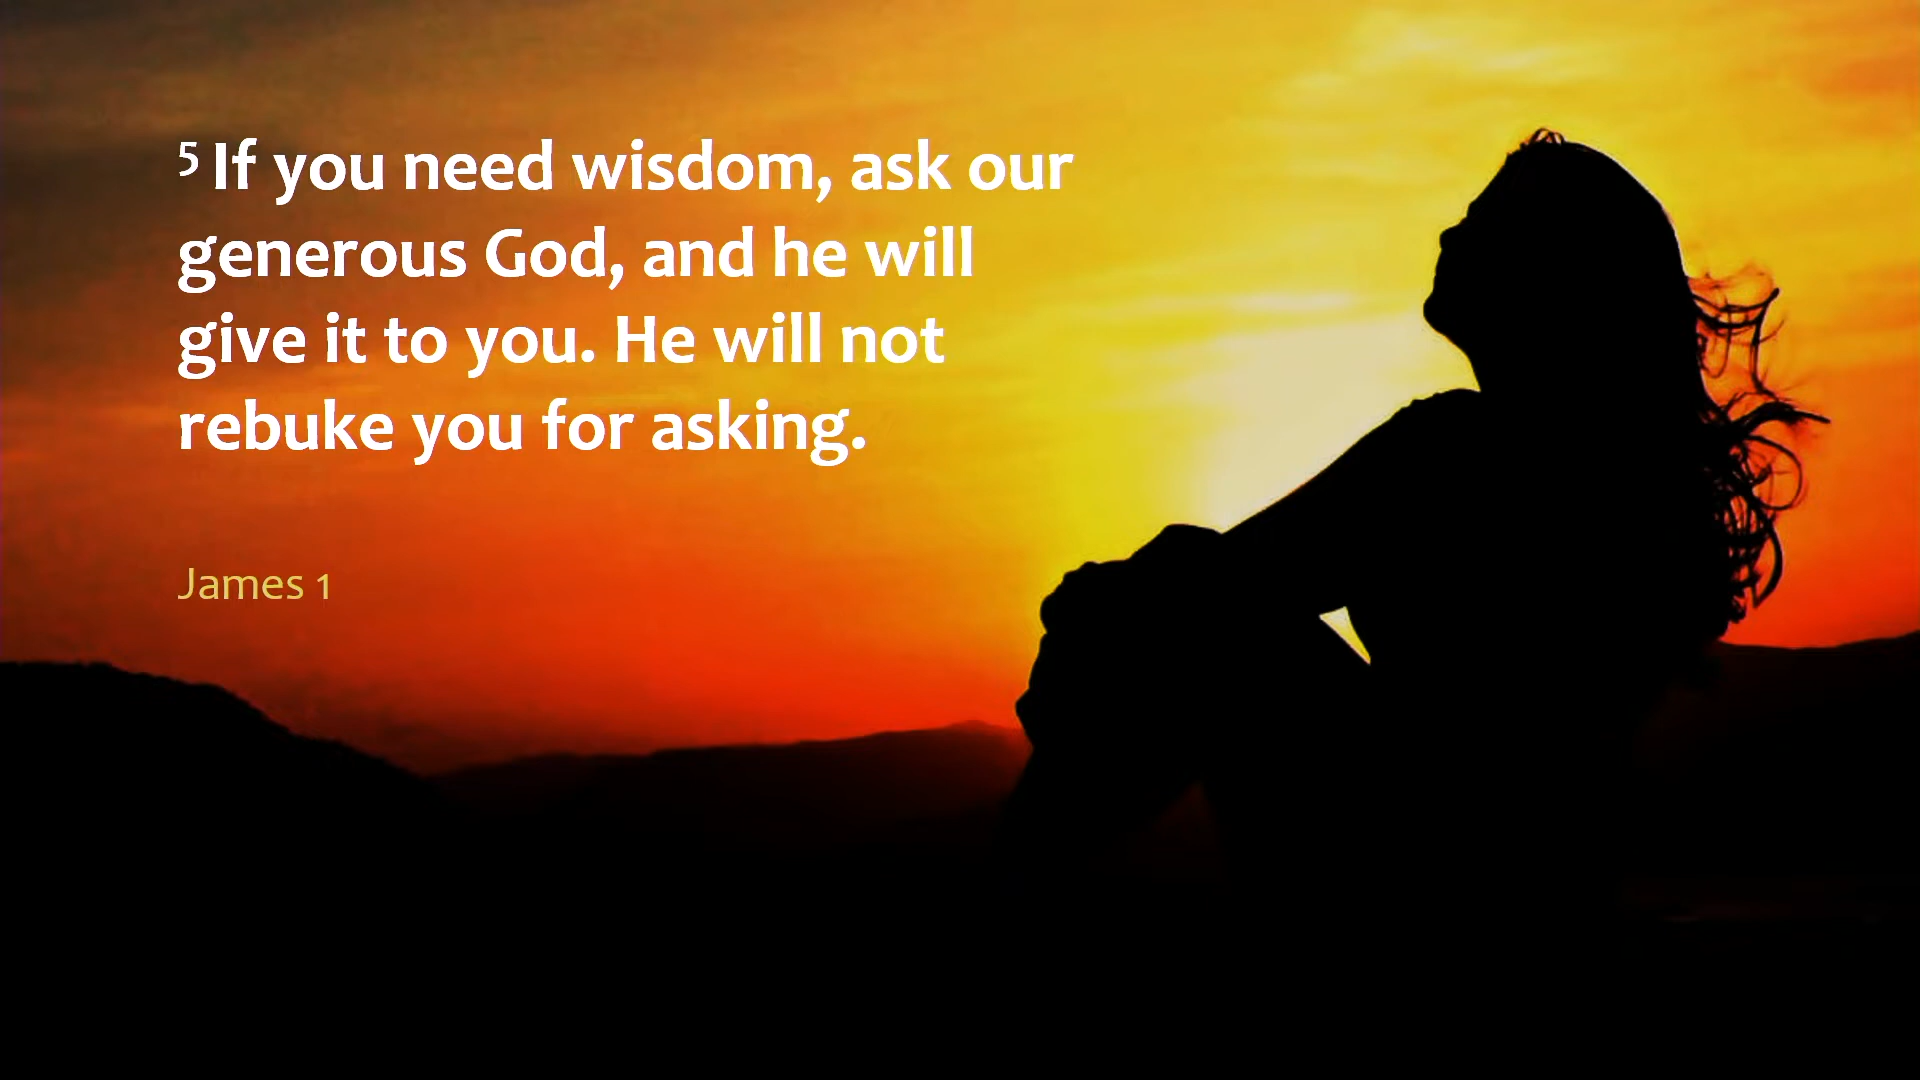 5 If you need wisdom, ask our
generous God, and he will
give it to you. He will not
rebuke you for asking.
James 1